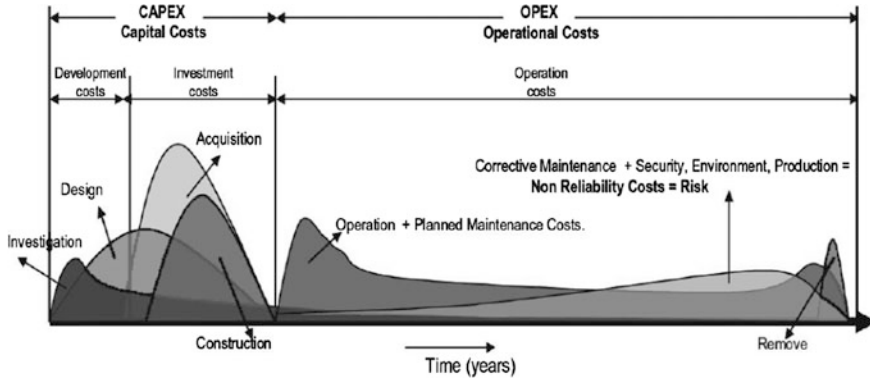 CAPEX
Capital Costs
OPEX
Operational Costs
Development
costs
Investment
costs
Operation
costs
Acquisition
Corrective Maintenance + Security, Environment, Production =
Non Reliability Costs = Risk
Design
Operation + Planned Maintenance Costs.
Investigation
Construction
Remove
Time (years)